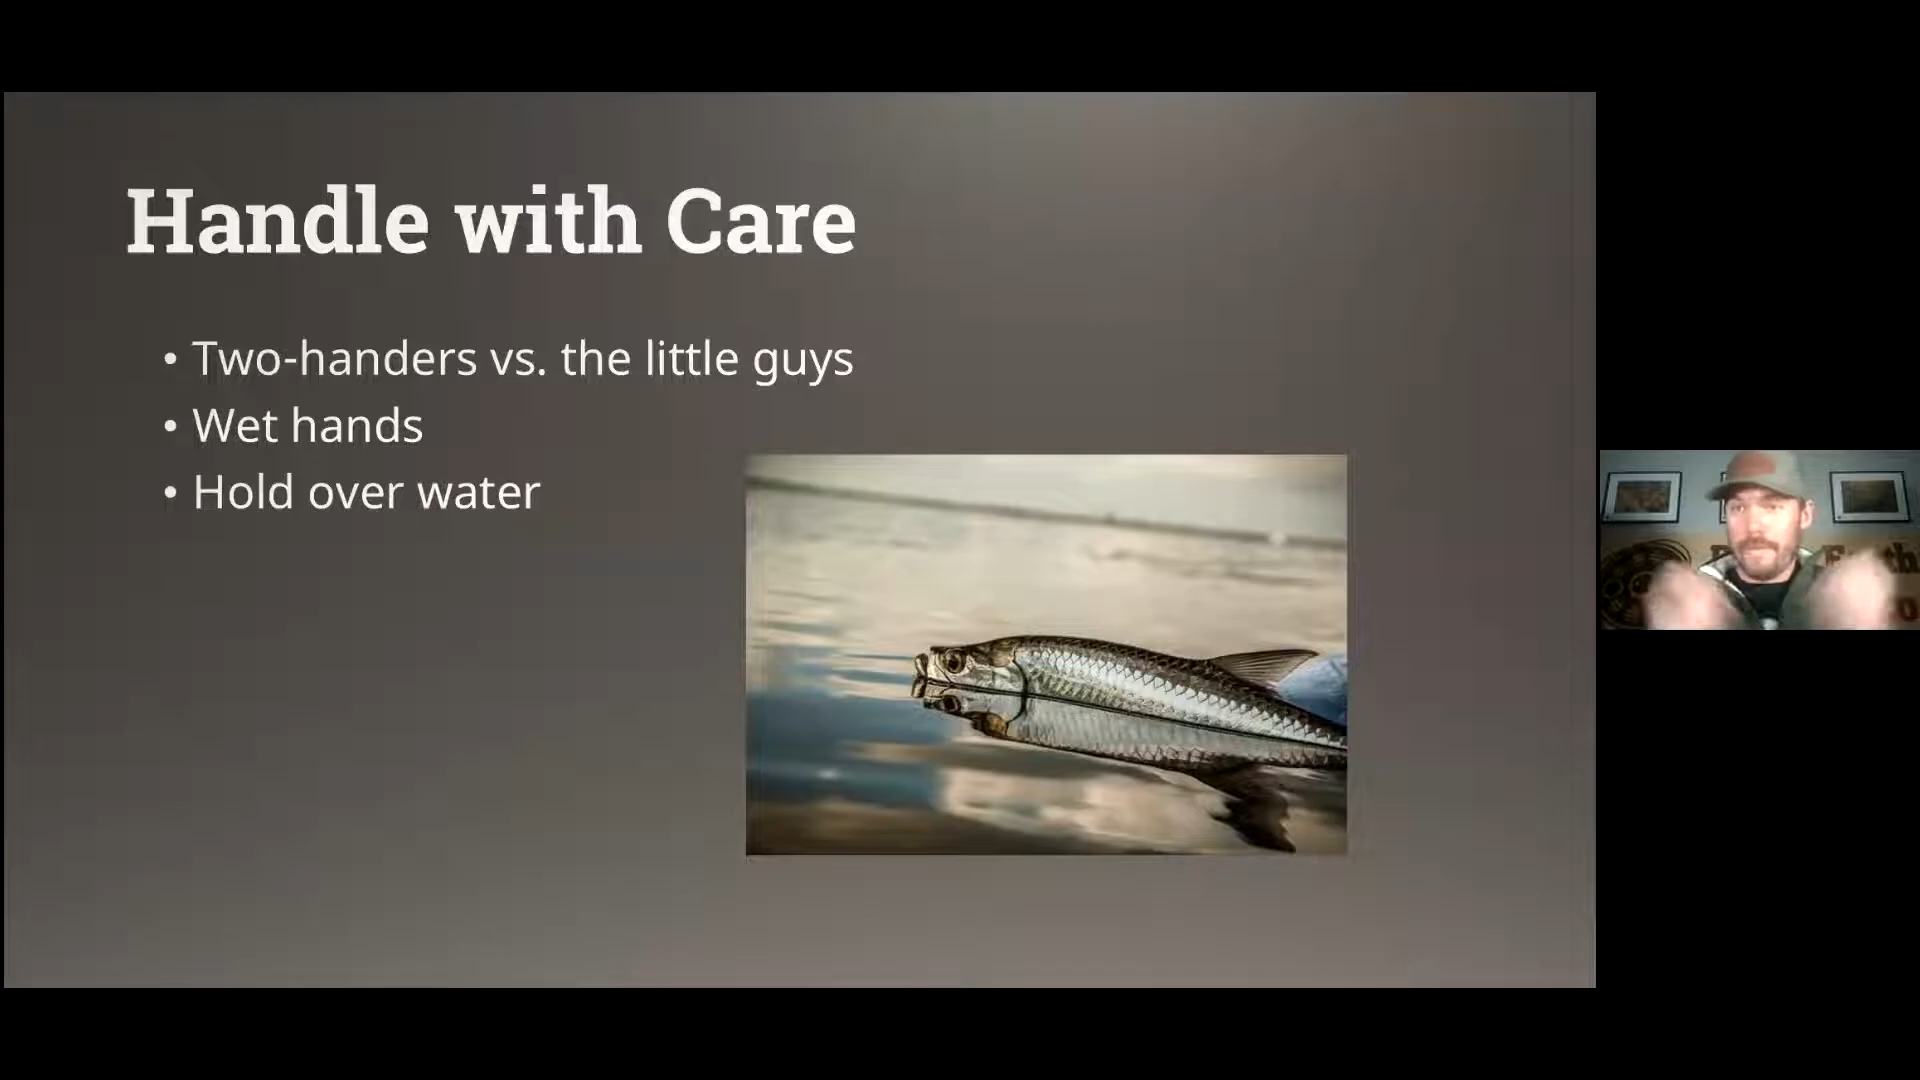 Handle with Care
• Two-handers vs. the little guys
• Wet hands
• Hold over water